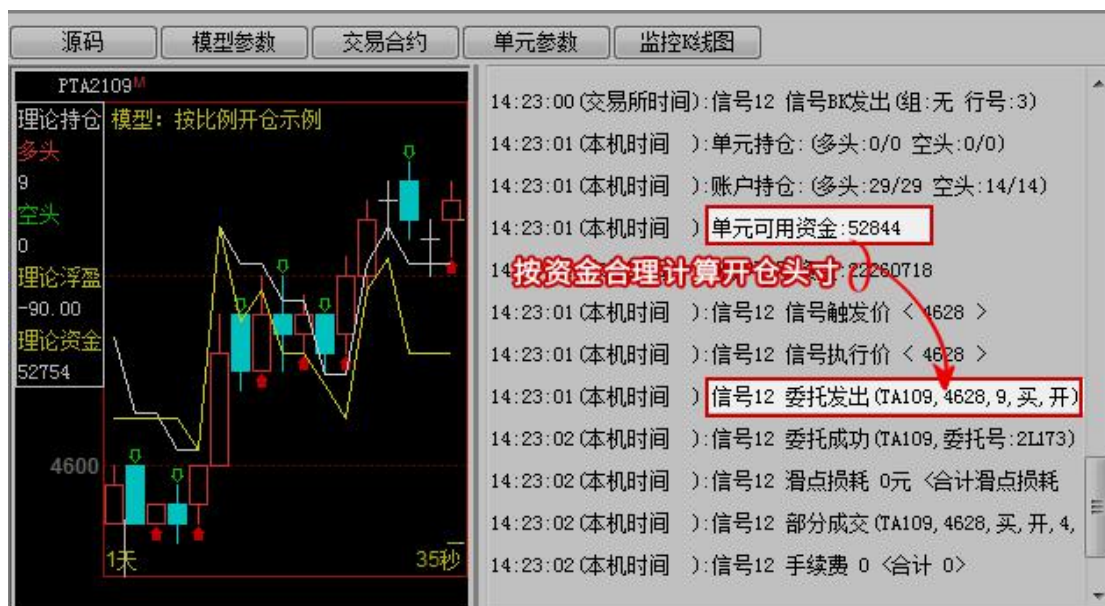 源码 模型参数 交易合约 单元参数 监控K线图
PTA2109M
理论持仓
多头
9
空头
0
理论浮盈
-90.00
理论资金
52754
模型：按比例开仓示例
4600
1天
35秒
14:23:00(交易所时间):信号12 信号BK发出(组:无 行号:3)
14:23:01(本机时间 ):单元持仓:(多头:0/0 空头:0/0)
14:23:01(本机时间 ):账户持仓:(多头:29/29 空头:14/14)
14:23:01(本机时间 ) 单元可用资金:52844
按资金合理计算开仓头寸
:22260718
14:23:01(本机时间 ):信号12 信号触发价 < 4628 >
14:23:01(本机时间 ):信号12 信号执行价 < 4628 >
14:23:01(本机时间 ) 信号12 委托发出(TA109,4628,9,买,开)
14:23:02(本机时间 ):信号12 委托成功(TA109,委托号:2L173)
14:23:02(本机时间 ):信号12 滑点损耗 0元 <合计滑点损耗
14:23:02(本机时间 ):信号12 部分成交(TA109,4628,买,开,4,
14:23:02(本机时间 ):信号12 手续费 0 <合计 0>